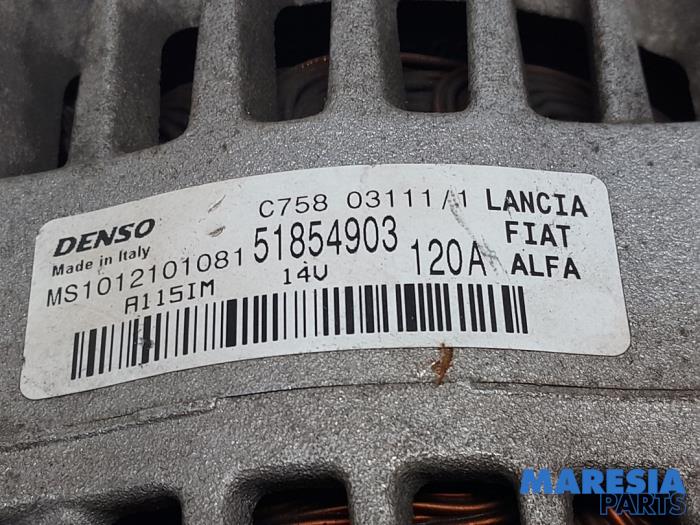 C758 03111/1 LANCIA
DENSO 51854903 FIAT
Made in Italy 14V 120A ALFA
MS1012101081
A115IM
MARESIA
PARTS